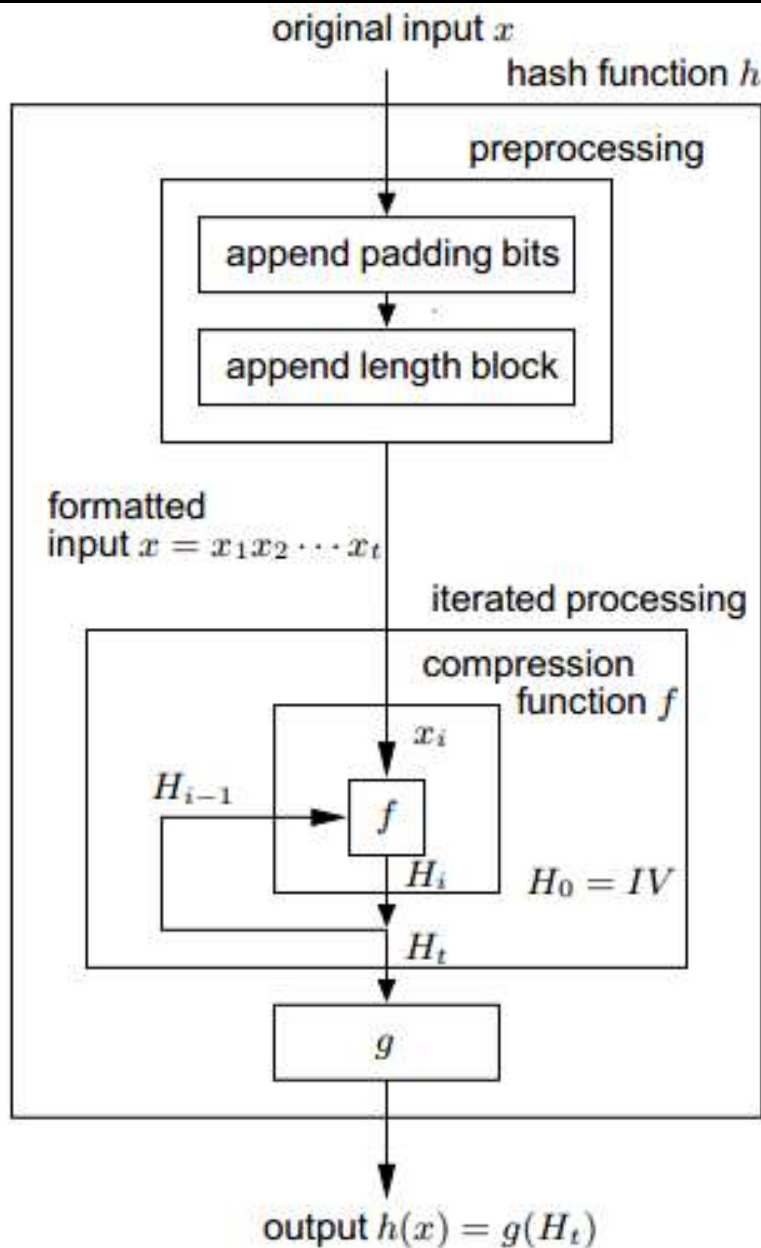 original input x
hash function h
preprocessing
append padding bits
append length block
formatted
input x = x₁x₂ ⋯ xₜ
iterated processing
compression
function f
xᵢ
Hᵢ₋₁
f
Hᵢ
H₀ = IV
Hₜ
g
output h(x) = g(Hₜ)